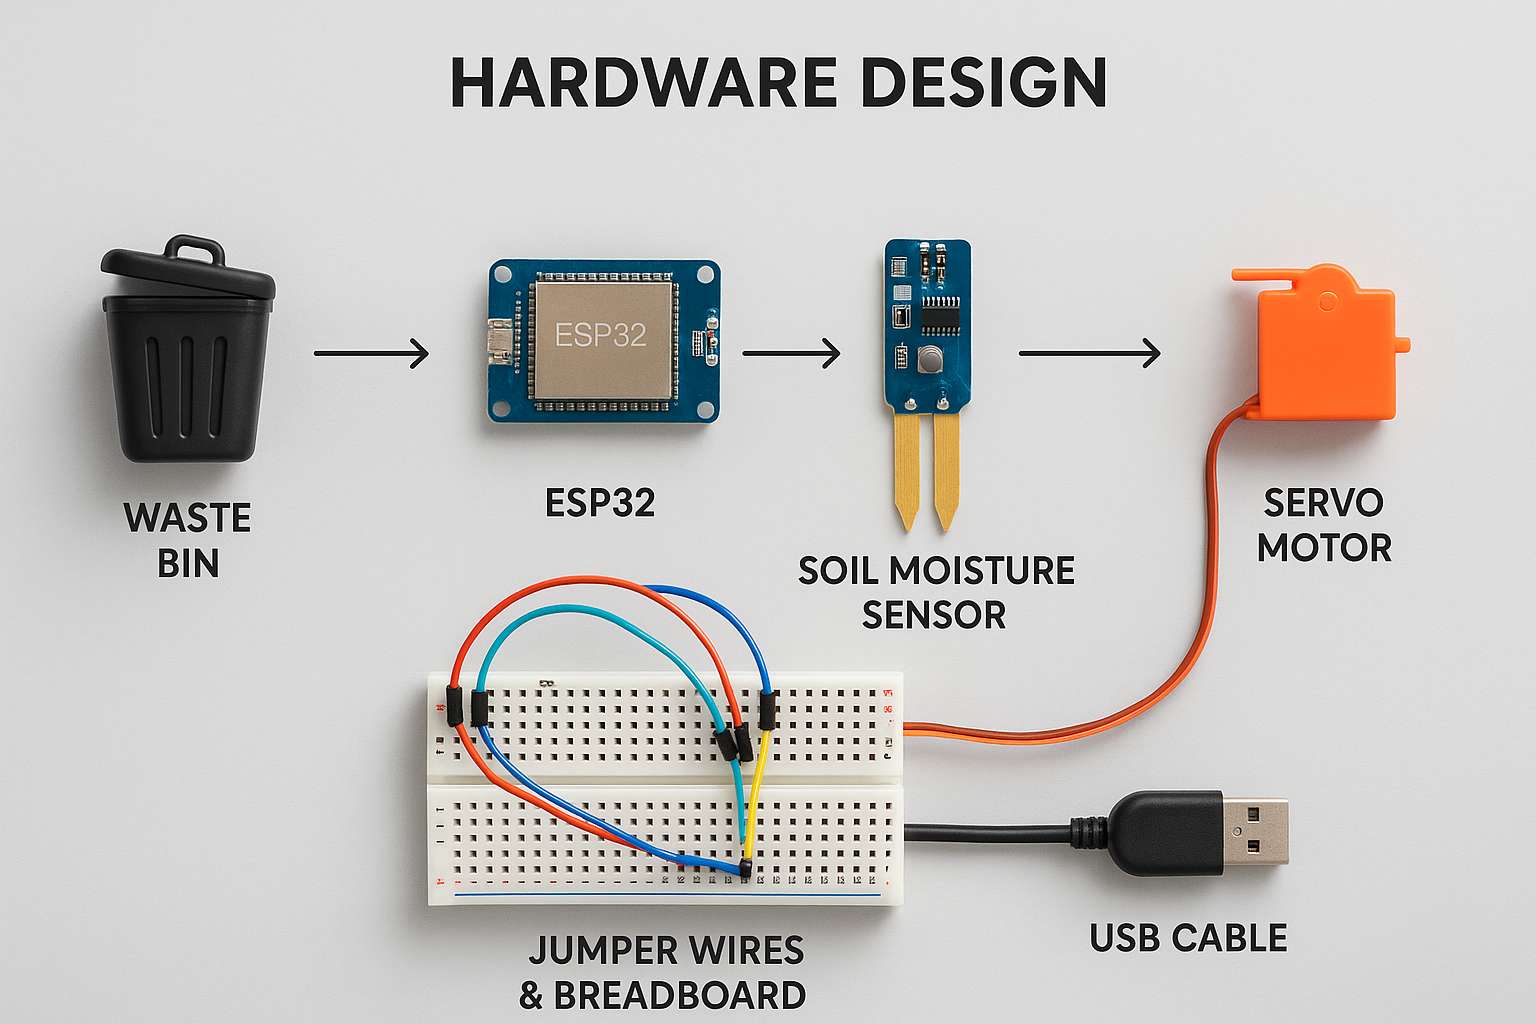 HARDWARE DESIGN
ESP32
WASTE
BIN
ESP32
SOIL MOISTURE
SENSOR
SERVO
MOTOR
JUMPER WIRES
& BREADBOARD
USB CABLE